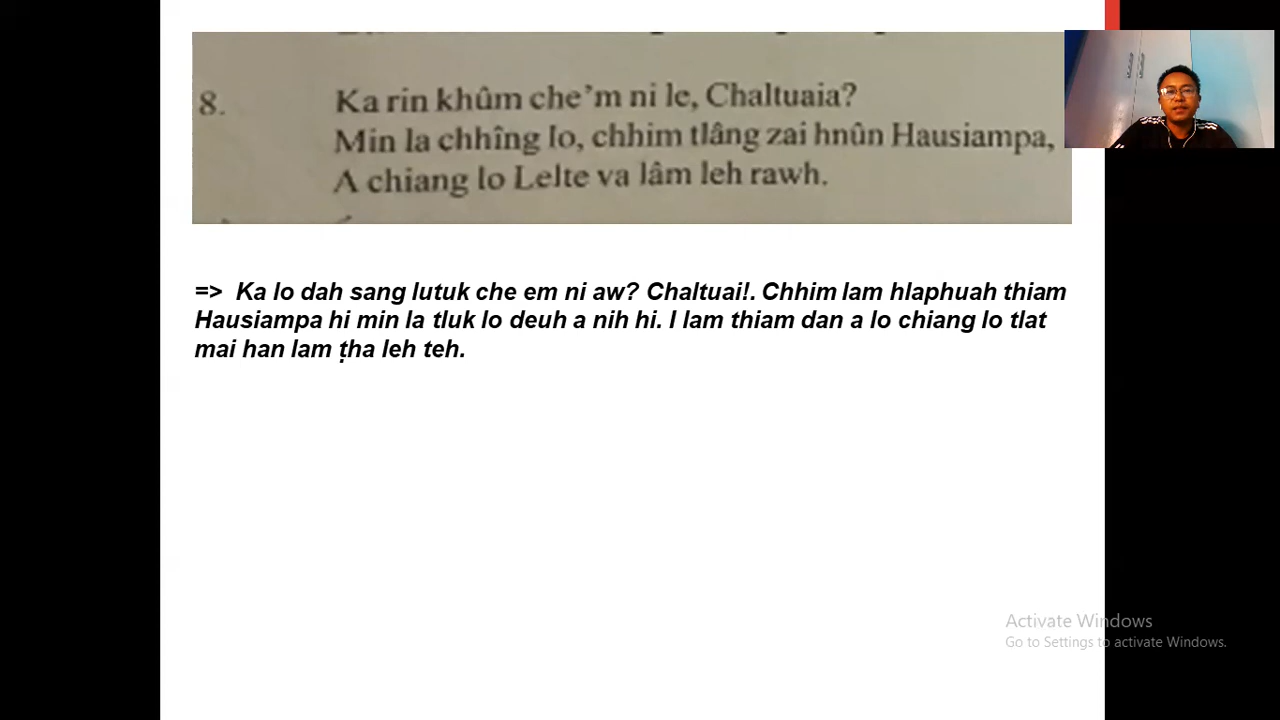 8. Ka rin khûm che’m ni le, Chaltuaia?
Min la chhîng lo, chhim tlâng zai hnûn Hausiampa,
A chiang lo Lelte va lâm leh rawh.
=> Ka lo dah sang lutuk che em ni aw? Chaltuai!. Chhim lam hlaphuah thiam
Hausiampa hi min la tluk lo deuh a nih hi. I lam thiam dan a lo chiang lo tlat
mai han lam ṭha leh teh.
Activate Windows
Go to Settings to activate Windows.